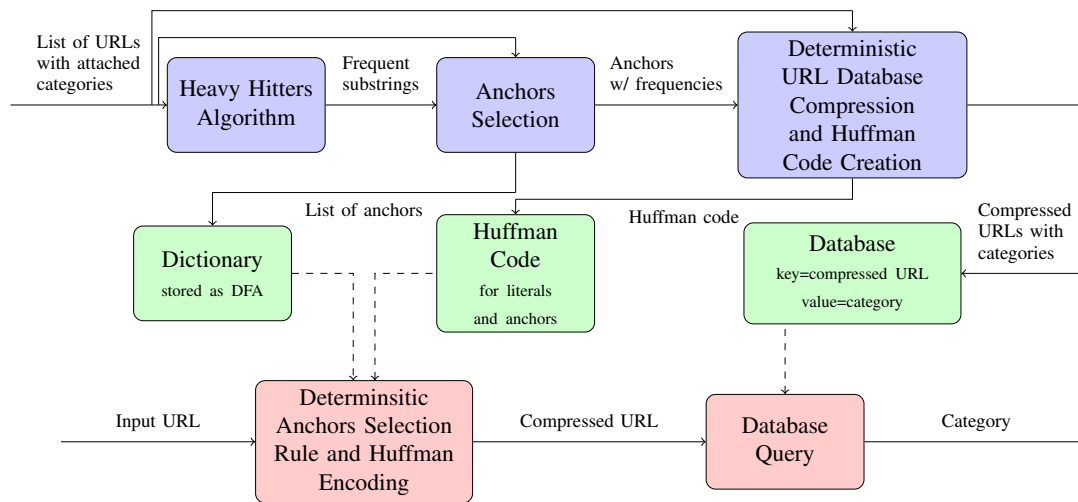 List of URLs
with attached
categories
Heavy Hitters
Algorithm
Frequent
substrings
Anchors
Selection
Anchors
w/ frequencies
Deterministic
URL Database
Compression
and Huffman
Code Creation
List of anchors
Huffman code
Compressed
URLs with
categories
Dictionary
stored as DFA
Huffman
Code
for literals
and anchors
Database
key=compressed URL
value=category
Input URL
Determinsitic
Anchors Selection
Rule and Huffman
Encoding
Compressed URL
Database
Query
Category